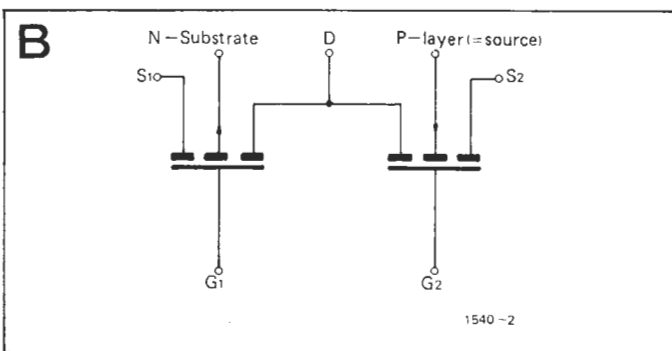 B
N-Substrate D P-layer(=source)
S1 S2
G1 G2
1540-2